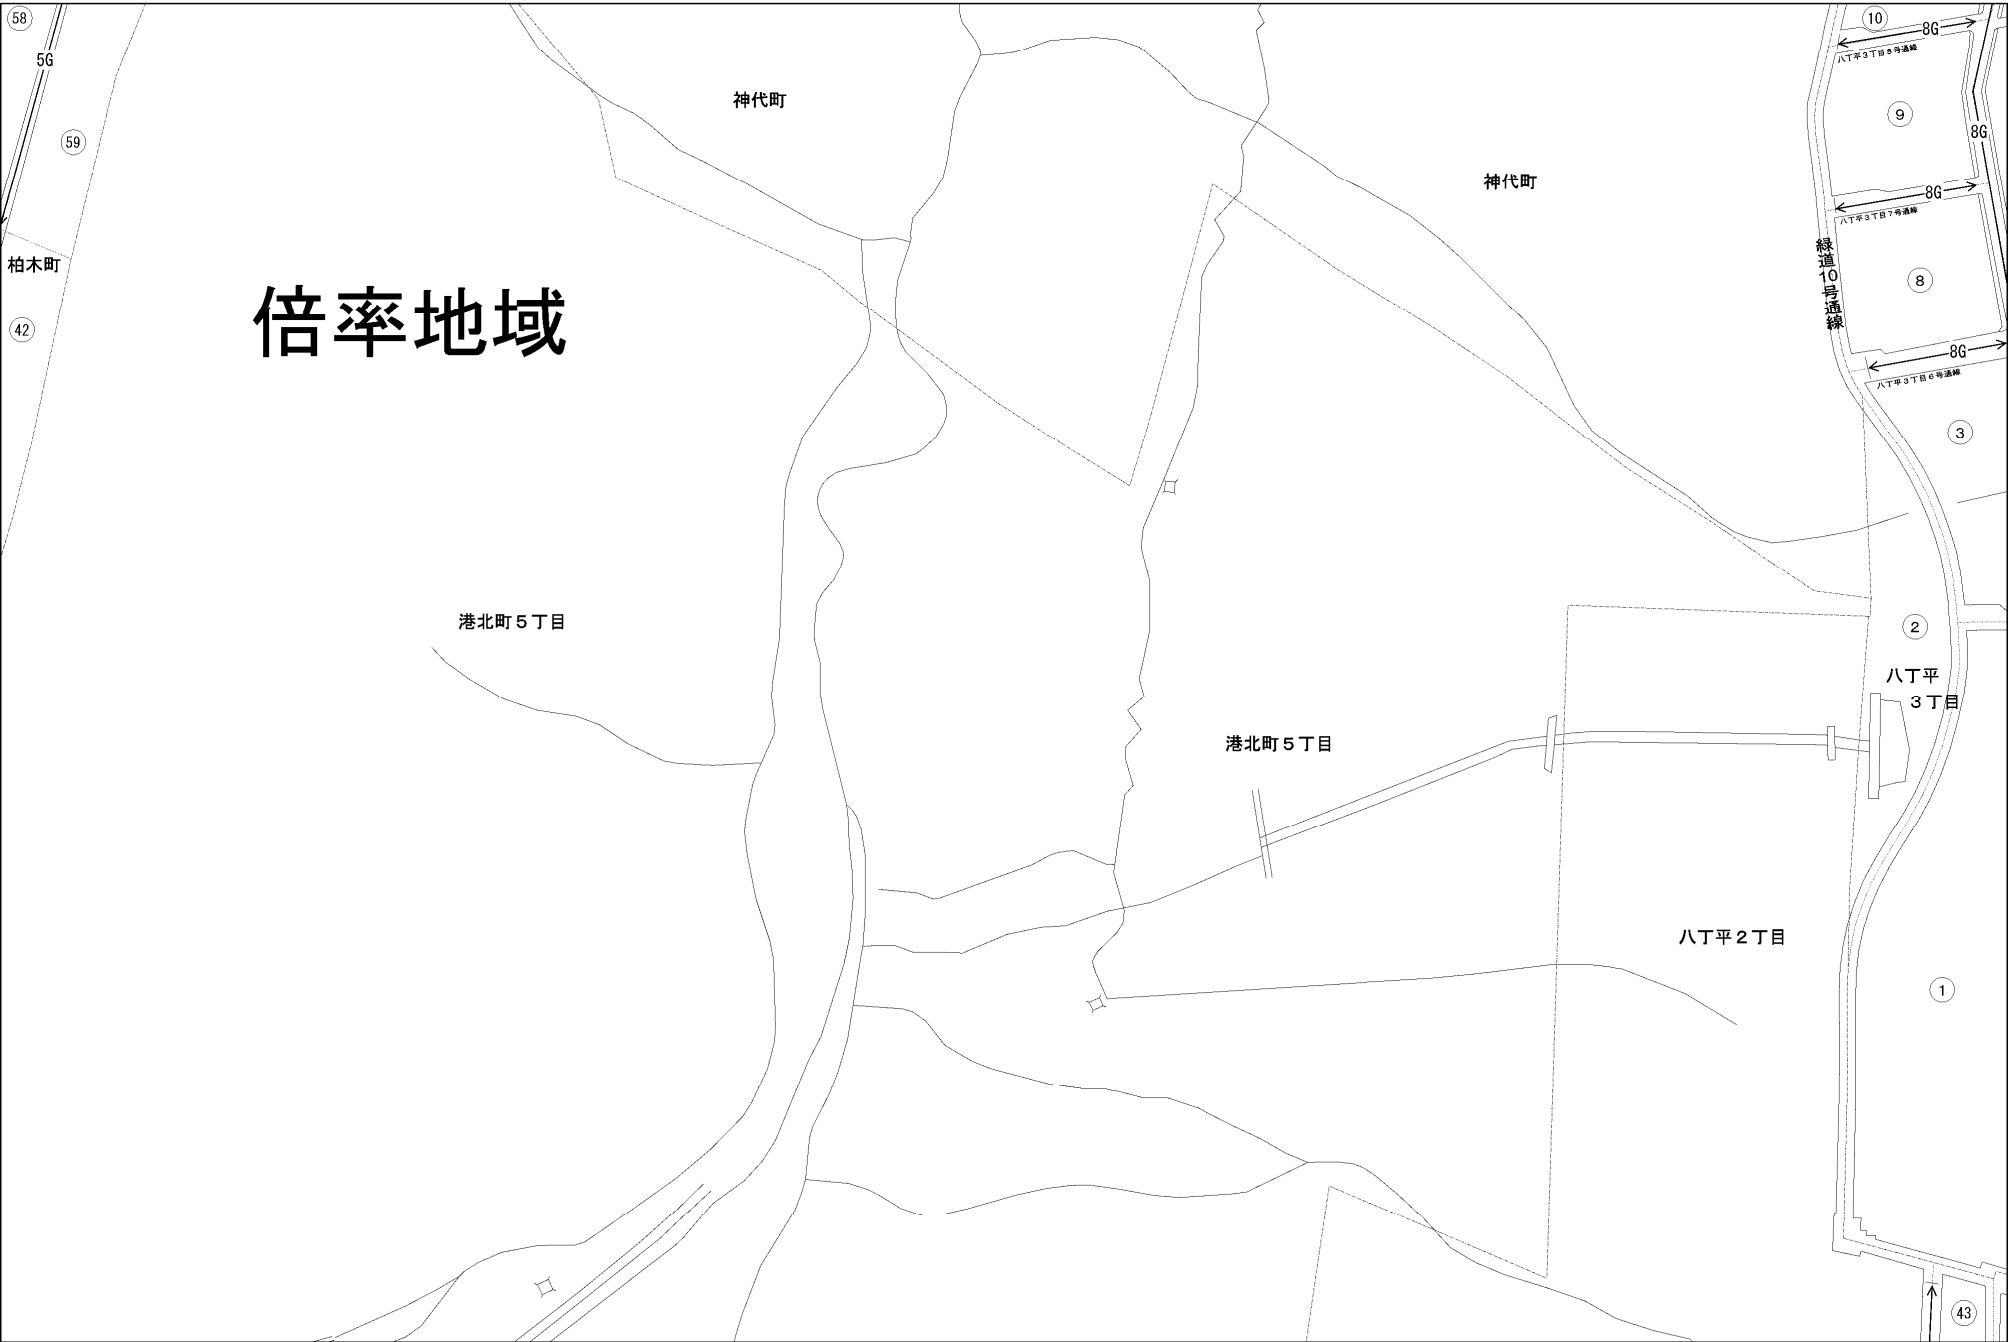 58
5G
59
柏木町
42
倍率地域
神代町
神代町
10
8G
八丁平3丁目8号通線
9
8G
8G
八丁平3丁目7号通線
緑道10号通線
8
8G
八丁平3丁目6号通線
3
港北町5丁目
2
八丁平
3丁目
港北町5丁目
八丁平2丁目
1
43